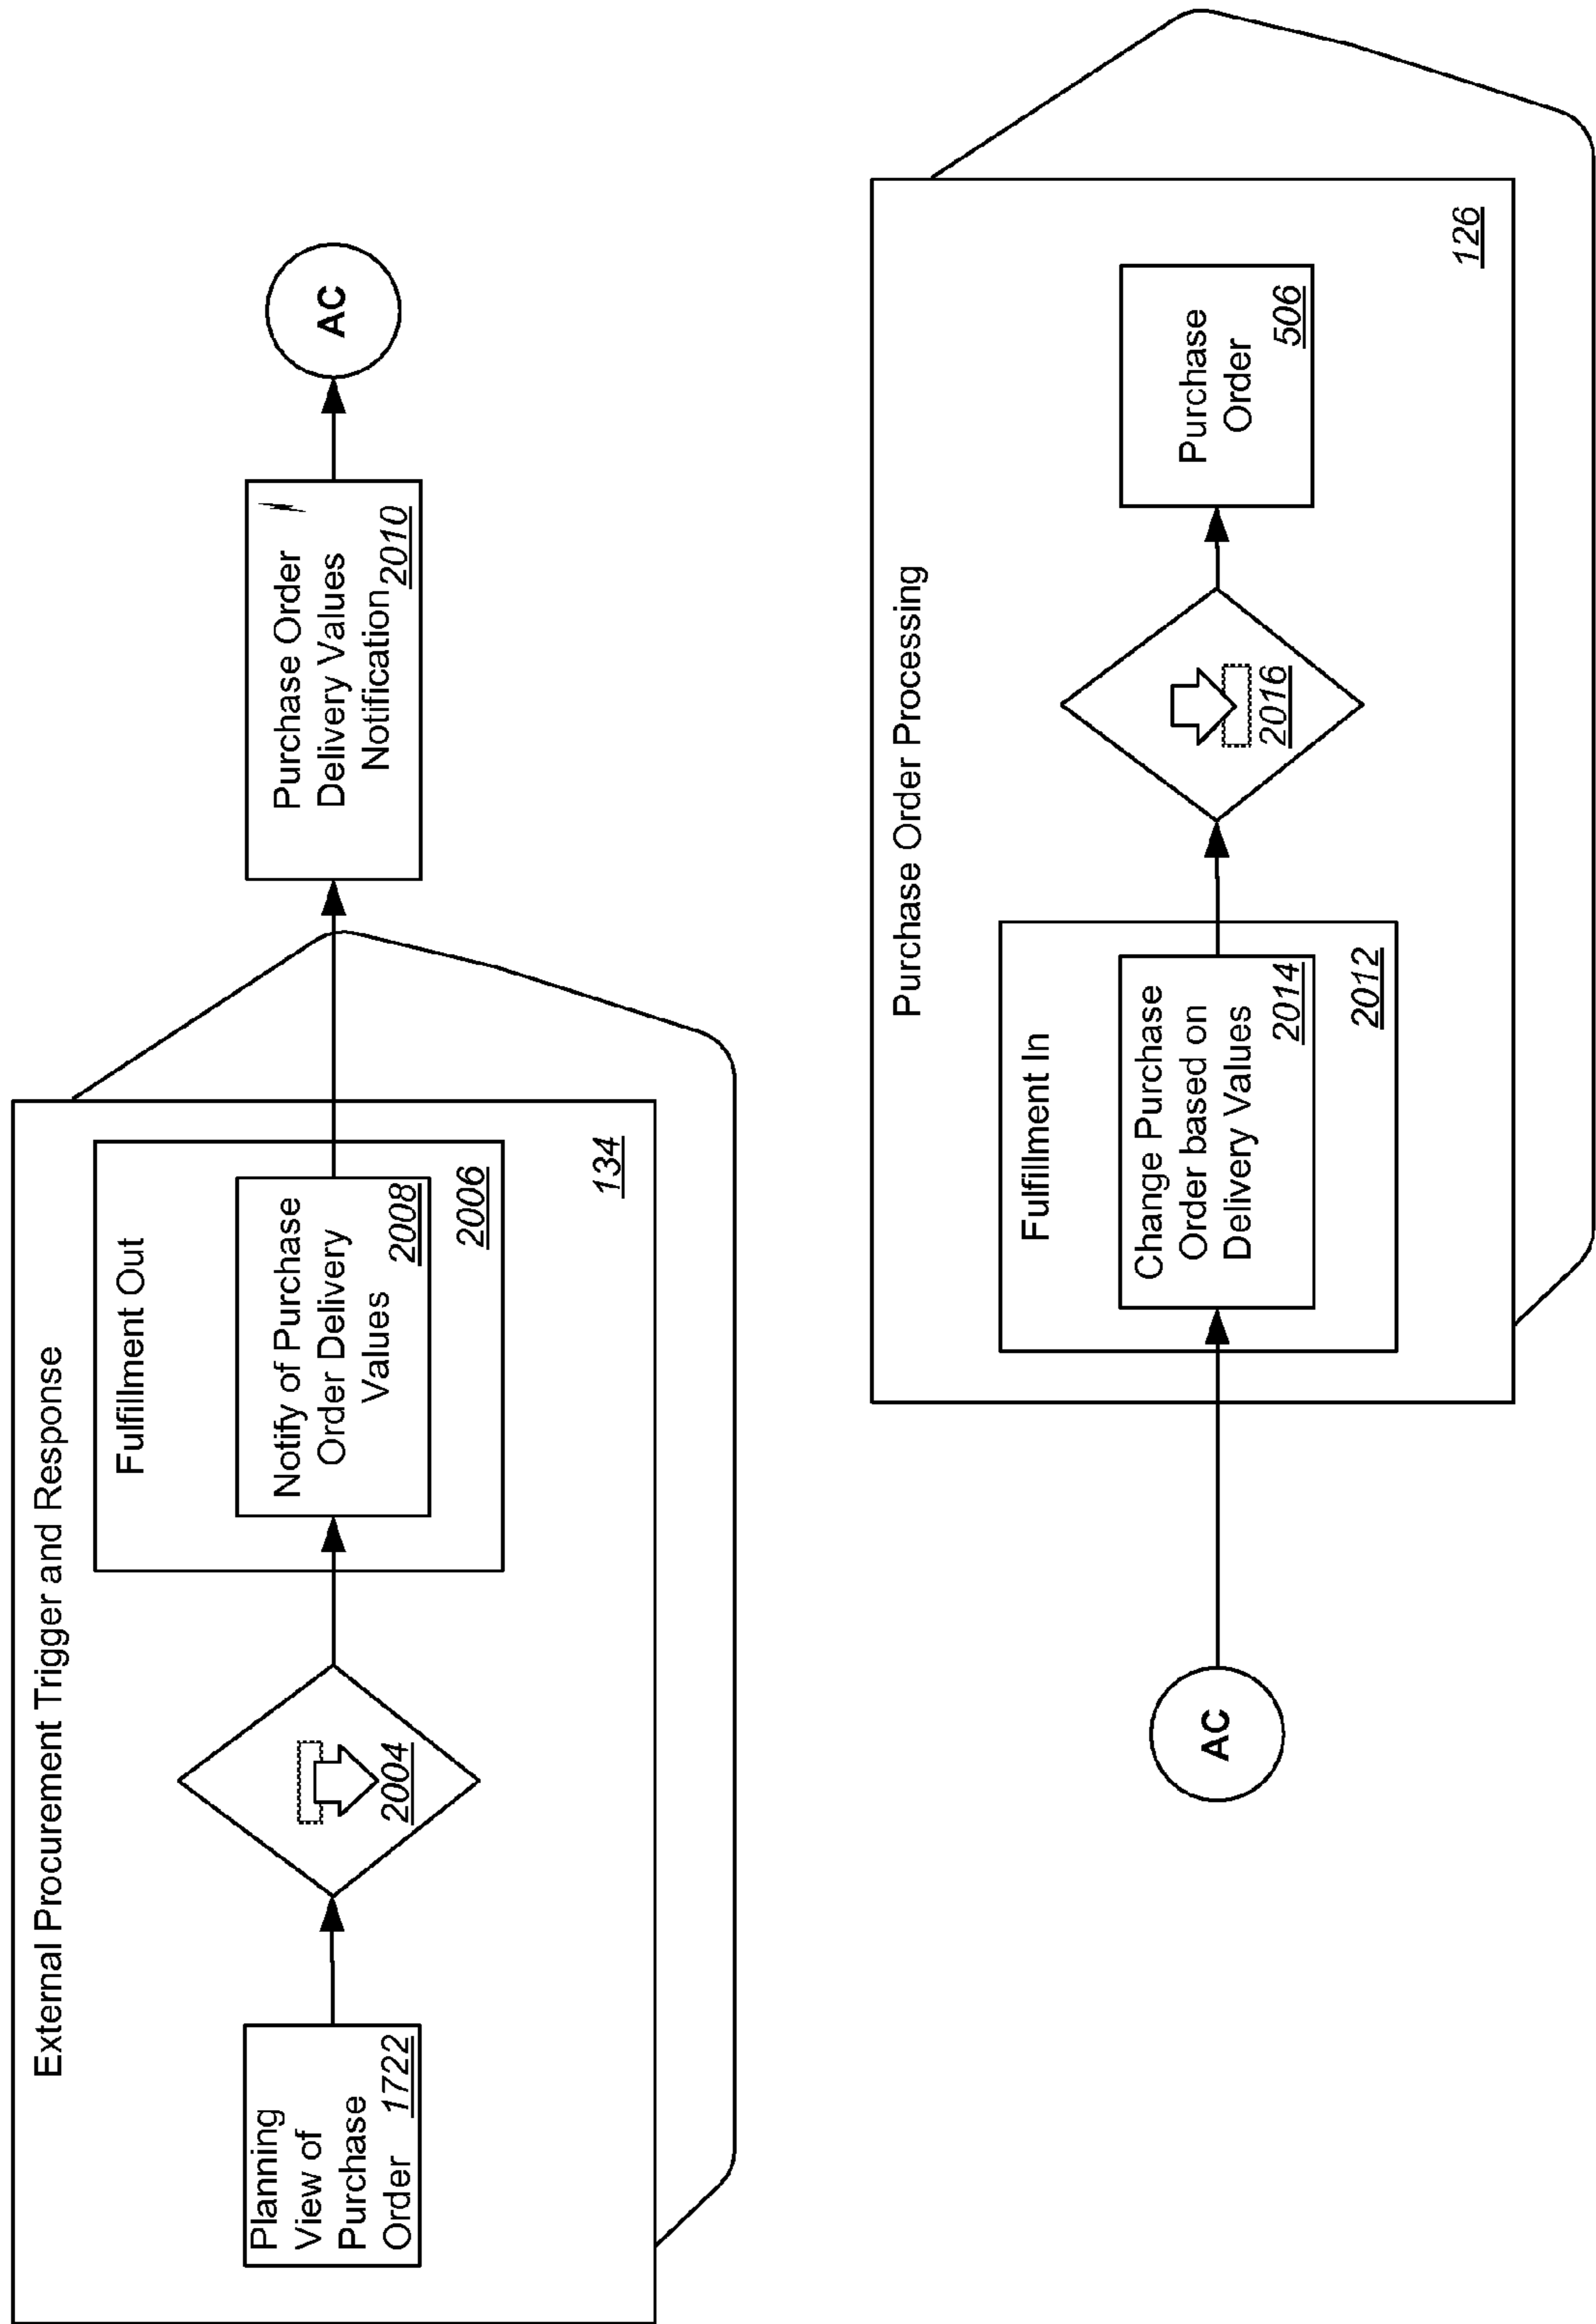 External Procurement Trigger and Response
Planning
View of
Purchase
Order 1722
2004
Fulfillment Out
Notify of Purchase
Order Delivery
Values
2008
2006
134
Purchase Order
Delivery Values
Notification
2010
AC
AC
Purchase Order Processing
Fulfillment In
Change Purchase
Order based on
Delivery Values
2014
2012
2016
Purchase
Order
506
126